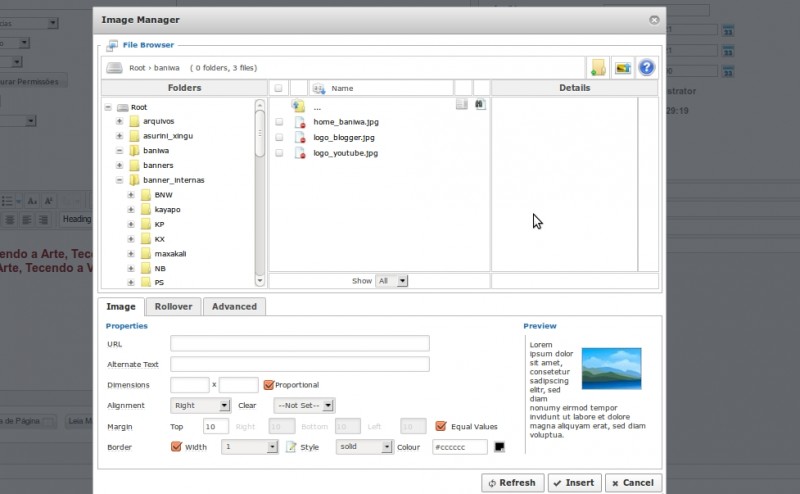 Image Manager
File Browser
Root › baniwa ( 0 folders, 3 files)
Folders
Name
Details
Root
arquivos
asurini_xingu
baniwa
banners
banner_internas
BNW
kayapo
KP
KX
maxakali
NB
PS
...
home_baniwa.jpg
logo_blogger.jpg
logo_youtube.jpg
Show All
Image Rollover Advanced
Properties
Preview
URL
Alternate Text
Dimensions x Proportional
Alignment Right Clear --Not Set--
Margin Top 10 Right 10 Bottom 10 Left 10 Equal Values
Border Width 1 Style solid Colour #cccccc
Lorem
ipsum dolor
sit amet,
consetetur
sadipscing
elitr, sed
diam
nonumy eirmod tempor
invidunt ut labore et dolore
magna aliquyam erat, sed diam
voluptua.
Refresh Insert Cancel
urar Permissões
Heading
endo a Arte, Tec
Arte, Tecendo a V
a de Página
Leia M
strator
29:19